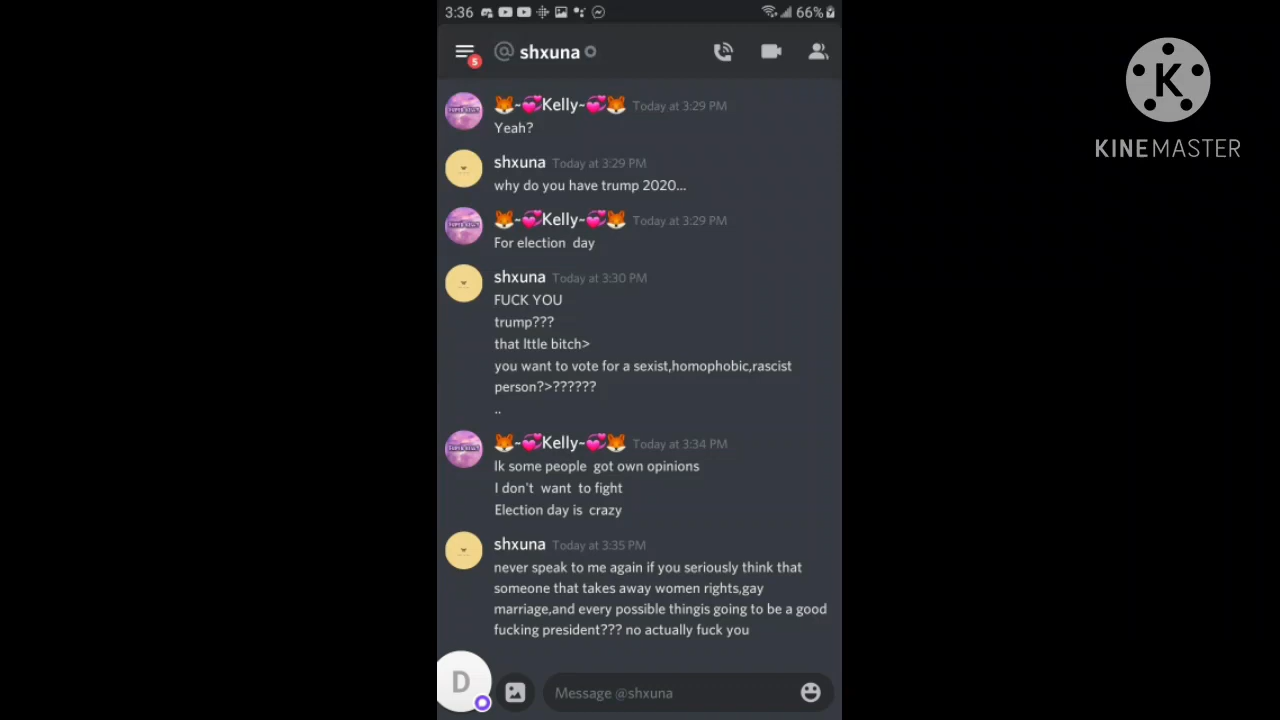 3:36 66%
5 @ shxuna
🦊~💞Kelly~💞🦊 Today at 3:29 PM
Yeah?
shxuna Today at 3:29 PM
why do you have trump 2020...
🦊~💞Kelly~💞🦊 Today at 3:29 PM
For election day
shxuna Today at 3:30 PM
FUCK YOU
trump???
that lttle bitch>
you want to vote for a sexist,homophobic,rascist
person?>??????
..
🦊~💞Kelly~💞🦊 Today at 3:34 PM
Ik some people got own opinions
I don't want to fight
Election day is crazy
shxuna Today at 3:35 PM
never speak to me again if you seriously think that
someone that takes away women rights,gay
marriage,and every possible thingis going to be a good
fucking president??? no actually fuck you
D
Message @shxuna
K
KINEMASTER